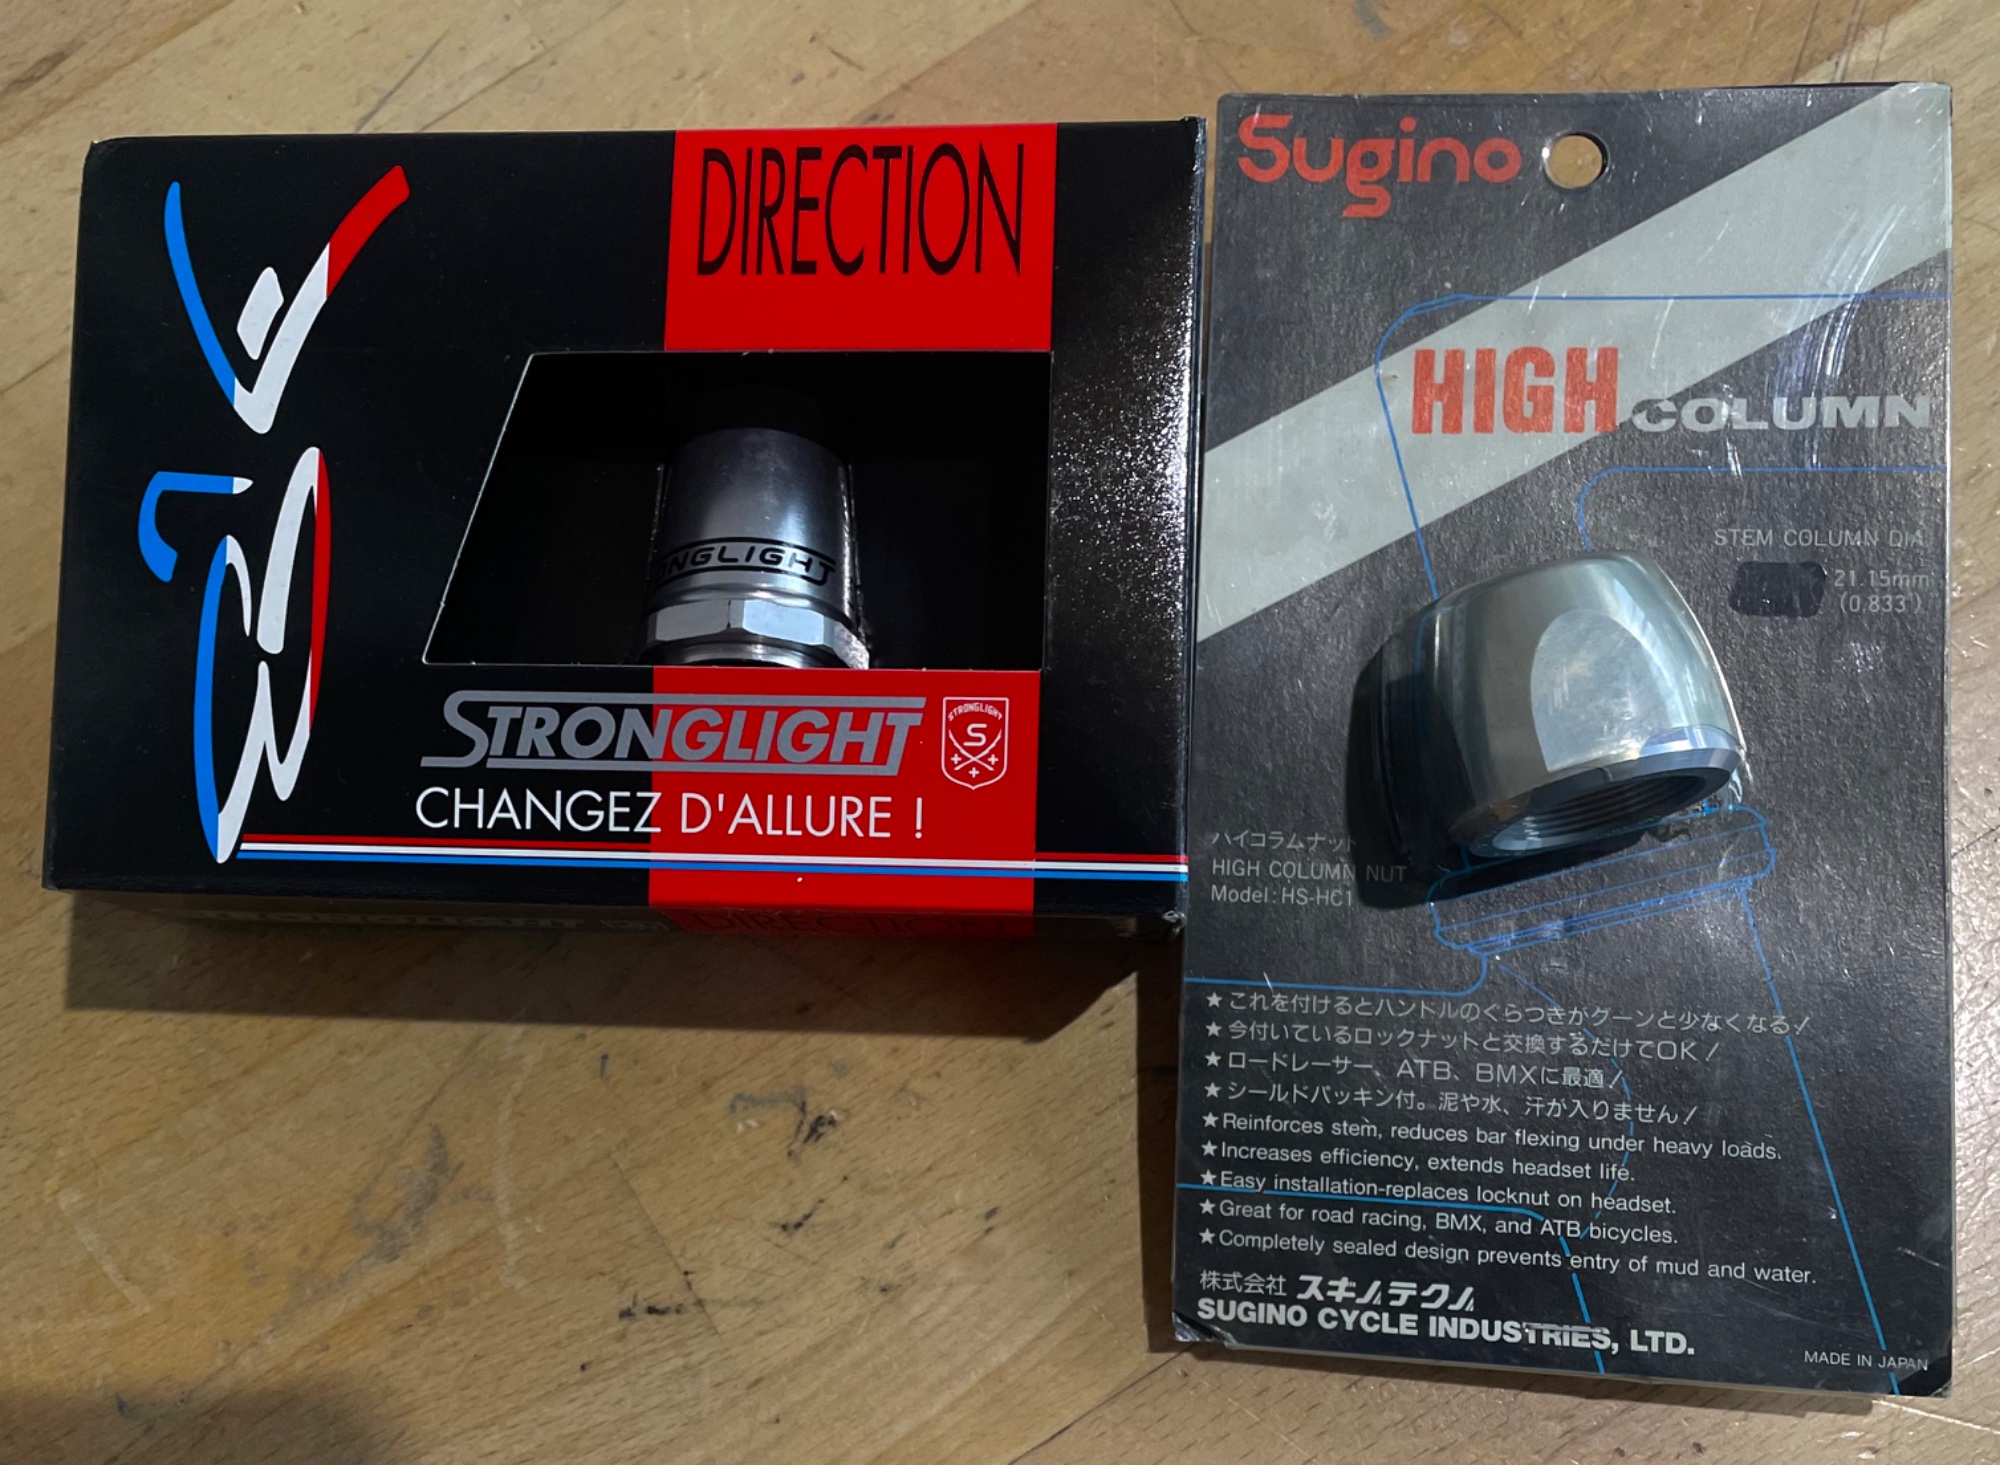 DIRECTION
STRONGLIGHT
STRONGLIGHT
S
CHANGEZ D'ALLURE !
DIRECTION
Sugino
HIGH COLUMN
STEM COLUMN DIA
21.15mm
(0.833")
ハイコラムナット
HIGH COLUMN NUT
Model:HS-HC1
★これを付けるとハンドルのぐらつきがグーンと少なくなる!
★今付いているロックナットと交換するだけでOK!
★ロードレーサー、ATB、BMXに最適!
★シールドパッキン付。泥や水、汗が入りません!
★Reinforces stem, reduces bar flexing under heavy loads.
★Increases efficiency, extends headset life.
★Easy installation-replaces locknut on headset.
★Great for road racing, BMX, and ATB bicycles.
★Completely sealed design prevents entry of mud and water.
株式会社 スギノテクノ
SUGINO CYCLE INDUSTRIES, LTD.
MADE IN JAPAN